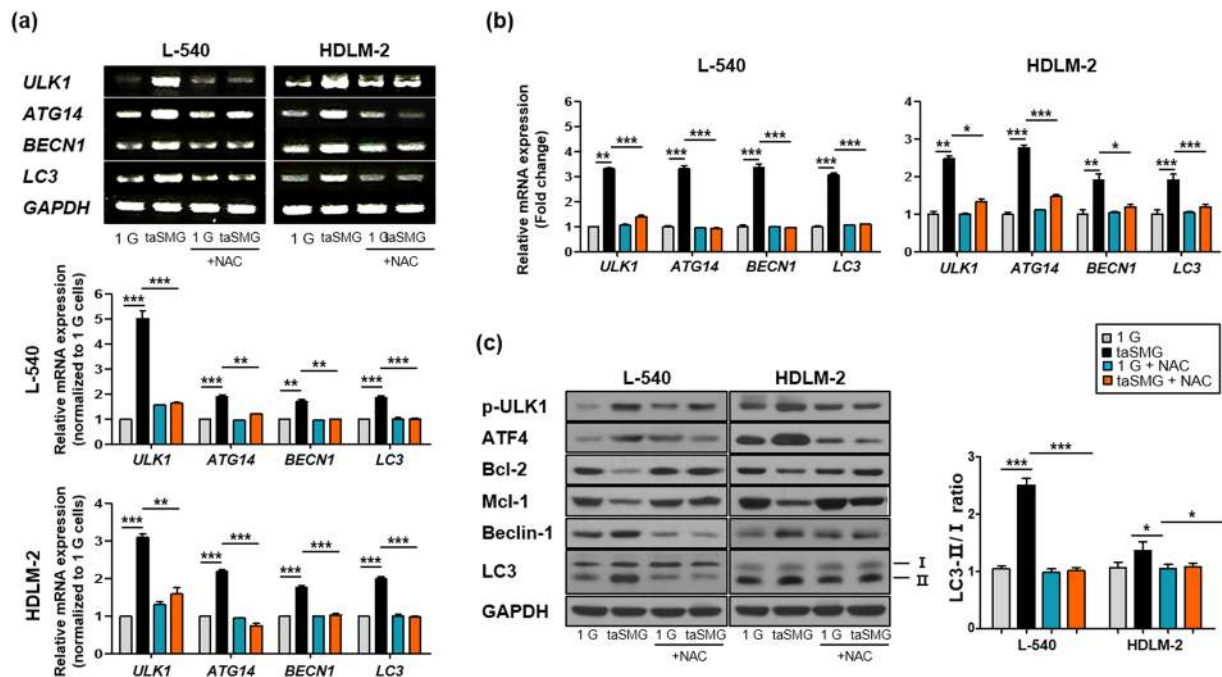 (a)
L-540 HDLM-2
ULK1
ATG14
BECN1
LC3
GAPDH
1 G taSMG 1 G taSMG 1 G taSMG 1 G taSMG
+NAC +NAC
L-540
Relative mRNA expression
(normalized to 1 G cells)
6
5
4
3
2
1
0
*** *** *** ** ** ** *** ***
ULK1 ATG14 BECN1 LC3
HDLM-2
Relative mRNA expression
(normalized to 1 G cells)
4
3
2
1
0
*** ** *** *** *** *** *** ***
ULK1 ATG14 BECN1 LC3
(b)
L-540
Relative mRNA expression
(Fold change)
6
5
3
2
0
** *** *** *** *** *** *** ***
ULK1 ATG14 BECN1 LC3
HDLM-2
4
3
2
1
0
** * *** *** ** * *** ***
ULK1 ATG14 BECN1 LC3
1 G
taSMG
1 G + NAC
taSMG + NAC
(c)
L-540 HDLM-2
p-ULK1
ATF4
Bcl-2
Mcl-1
Beclin-1
LC3
I
II
GAPDH
1 G taSMG 1 G taSMG 1 G taSMG 1 G taSMG
+NAC +NAC
LC3-II/ I ratio
3
2
1
0
*** *** * *
L-540 HDLM-2